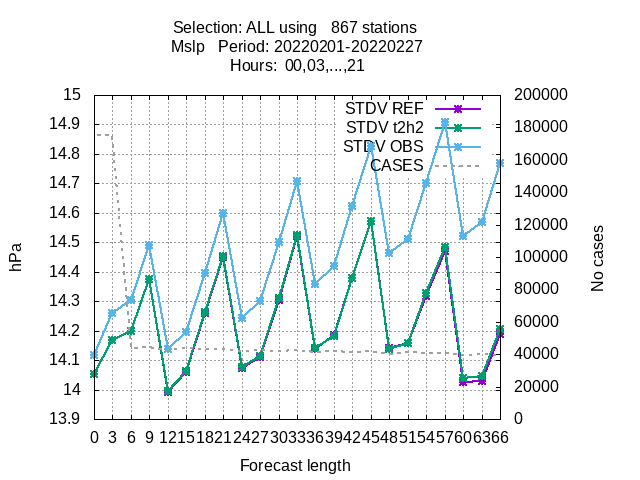 Selection: ALL using 867 stations
Mslp Period: 20220201-20220227
Hours: 00,03,...,21
15
14.9
14.8
14.7
14.6
14.5
14.4
14.3
14.2
14.1
14
13.9
hPa
STDV REF
STDV t2h2
STDV OBS
CASES
200000
180000
160000
140000
120000
100000
80000
60000
40000
20000
0
No cases
0 3 6 9 12 15 18 21 24 27 30 33 36 39 42 45 48 51 54 57 60 63 66
Forecast length